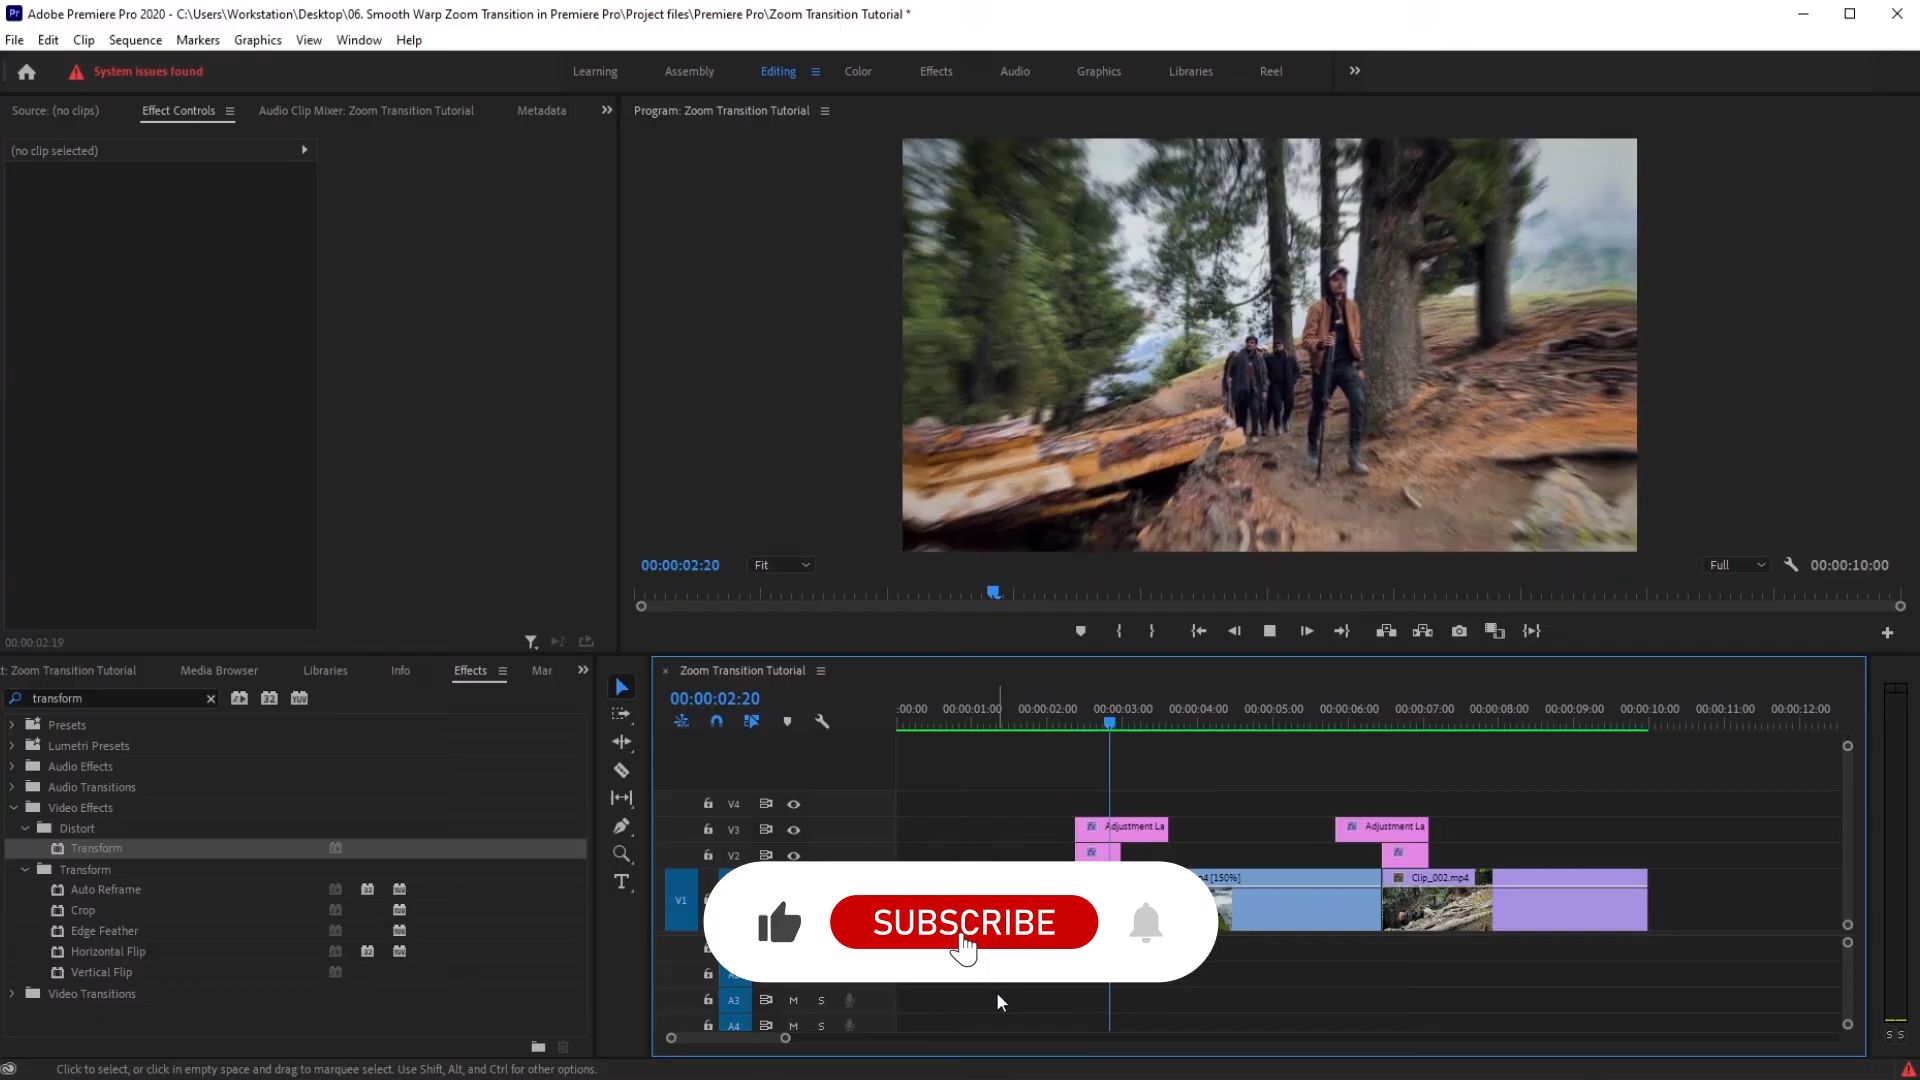 Pr Adobe Premiere Pro 2020 - C:\Users\Workstation\Desktop\06. Smooth Warp Zoom Transition in Premiere Pro\Project files\Premiere Pro\Zoom Transition Tutorial *
File Edit Clip Sequence Markers Graphics View Window Help
System issues found Learning Assembly Editing Color Effects Audio Graphics Libraries Reel
Source: (no clips) Effect Controls Audio Clip Mixer: Zoom Transition Tutorial Metadata
Program: Zoom Transition Tutorial
(no clip selected)
00:00:02:20 Fit Full 00:00:10:00
00:00:02:19
t: Zoom Transition Tutorial Media Browser Libraries Info Effects Mar
transform 32 YUV
Presets
Lumetri Presets
Audio Effects
Audio Transitions
Video Effects
Distort
Transform
Transform
Auto Reframe
Crop
Edge Feather
Horizontal Flip
Vertical Flip
Video Transitions
Zoom Transition Tutorial
00:00:02:20
:00:00 00:00:01:00 00:00:02:00 00:00:03:00 00:00:04:00 00:00:05:00 00:00:06:00 00:00:07:00 00:00:08:00 00:00:09:00 00:00:10:00 00:00:11:00 00:00:12:00
V4
V3 fx Adjustment La fx Adjustment La
V2 fx fx
V1 p4 [150%] Clip_002.mp4
SUBSCRIBE
A3 M S
A4 M S
S S
Click to select, or click in empty space and drag to marquee select. Use Shift, Alt, and Ctrl for other options.